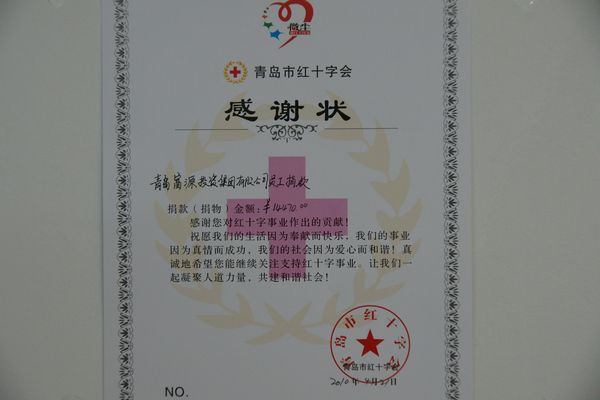 微尘
青岛市红十字会
感谢状
青岛高源投资集团有限公司员工捐款
捐款（捐物）金额：¥14470.00
感谢您对红十字事业作出的贡献！
祝愿我们的生活因为奉献而快乐，我们的事业
因为真情而成功，我们的社会因为爱心而和谐！真
诚地希望您能继续关注支持红十字事业。让我们一
起凝聚人道力量，共建和谐社会！
青岛市红十字会
青岛市红十字会
2010年4月21日
NO.